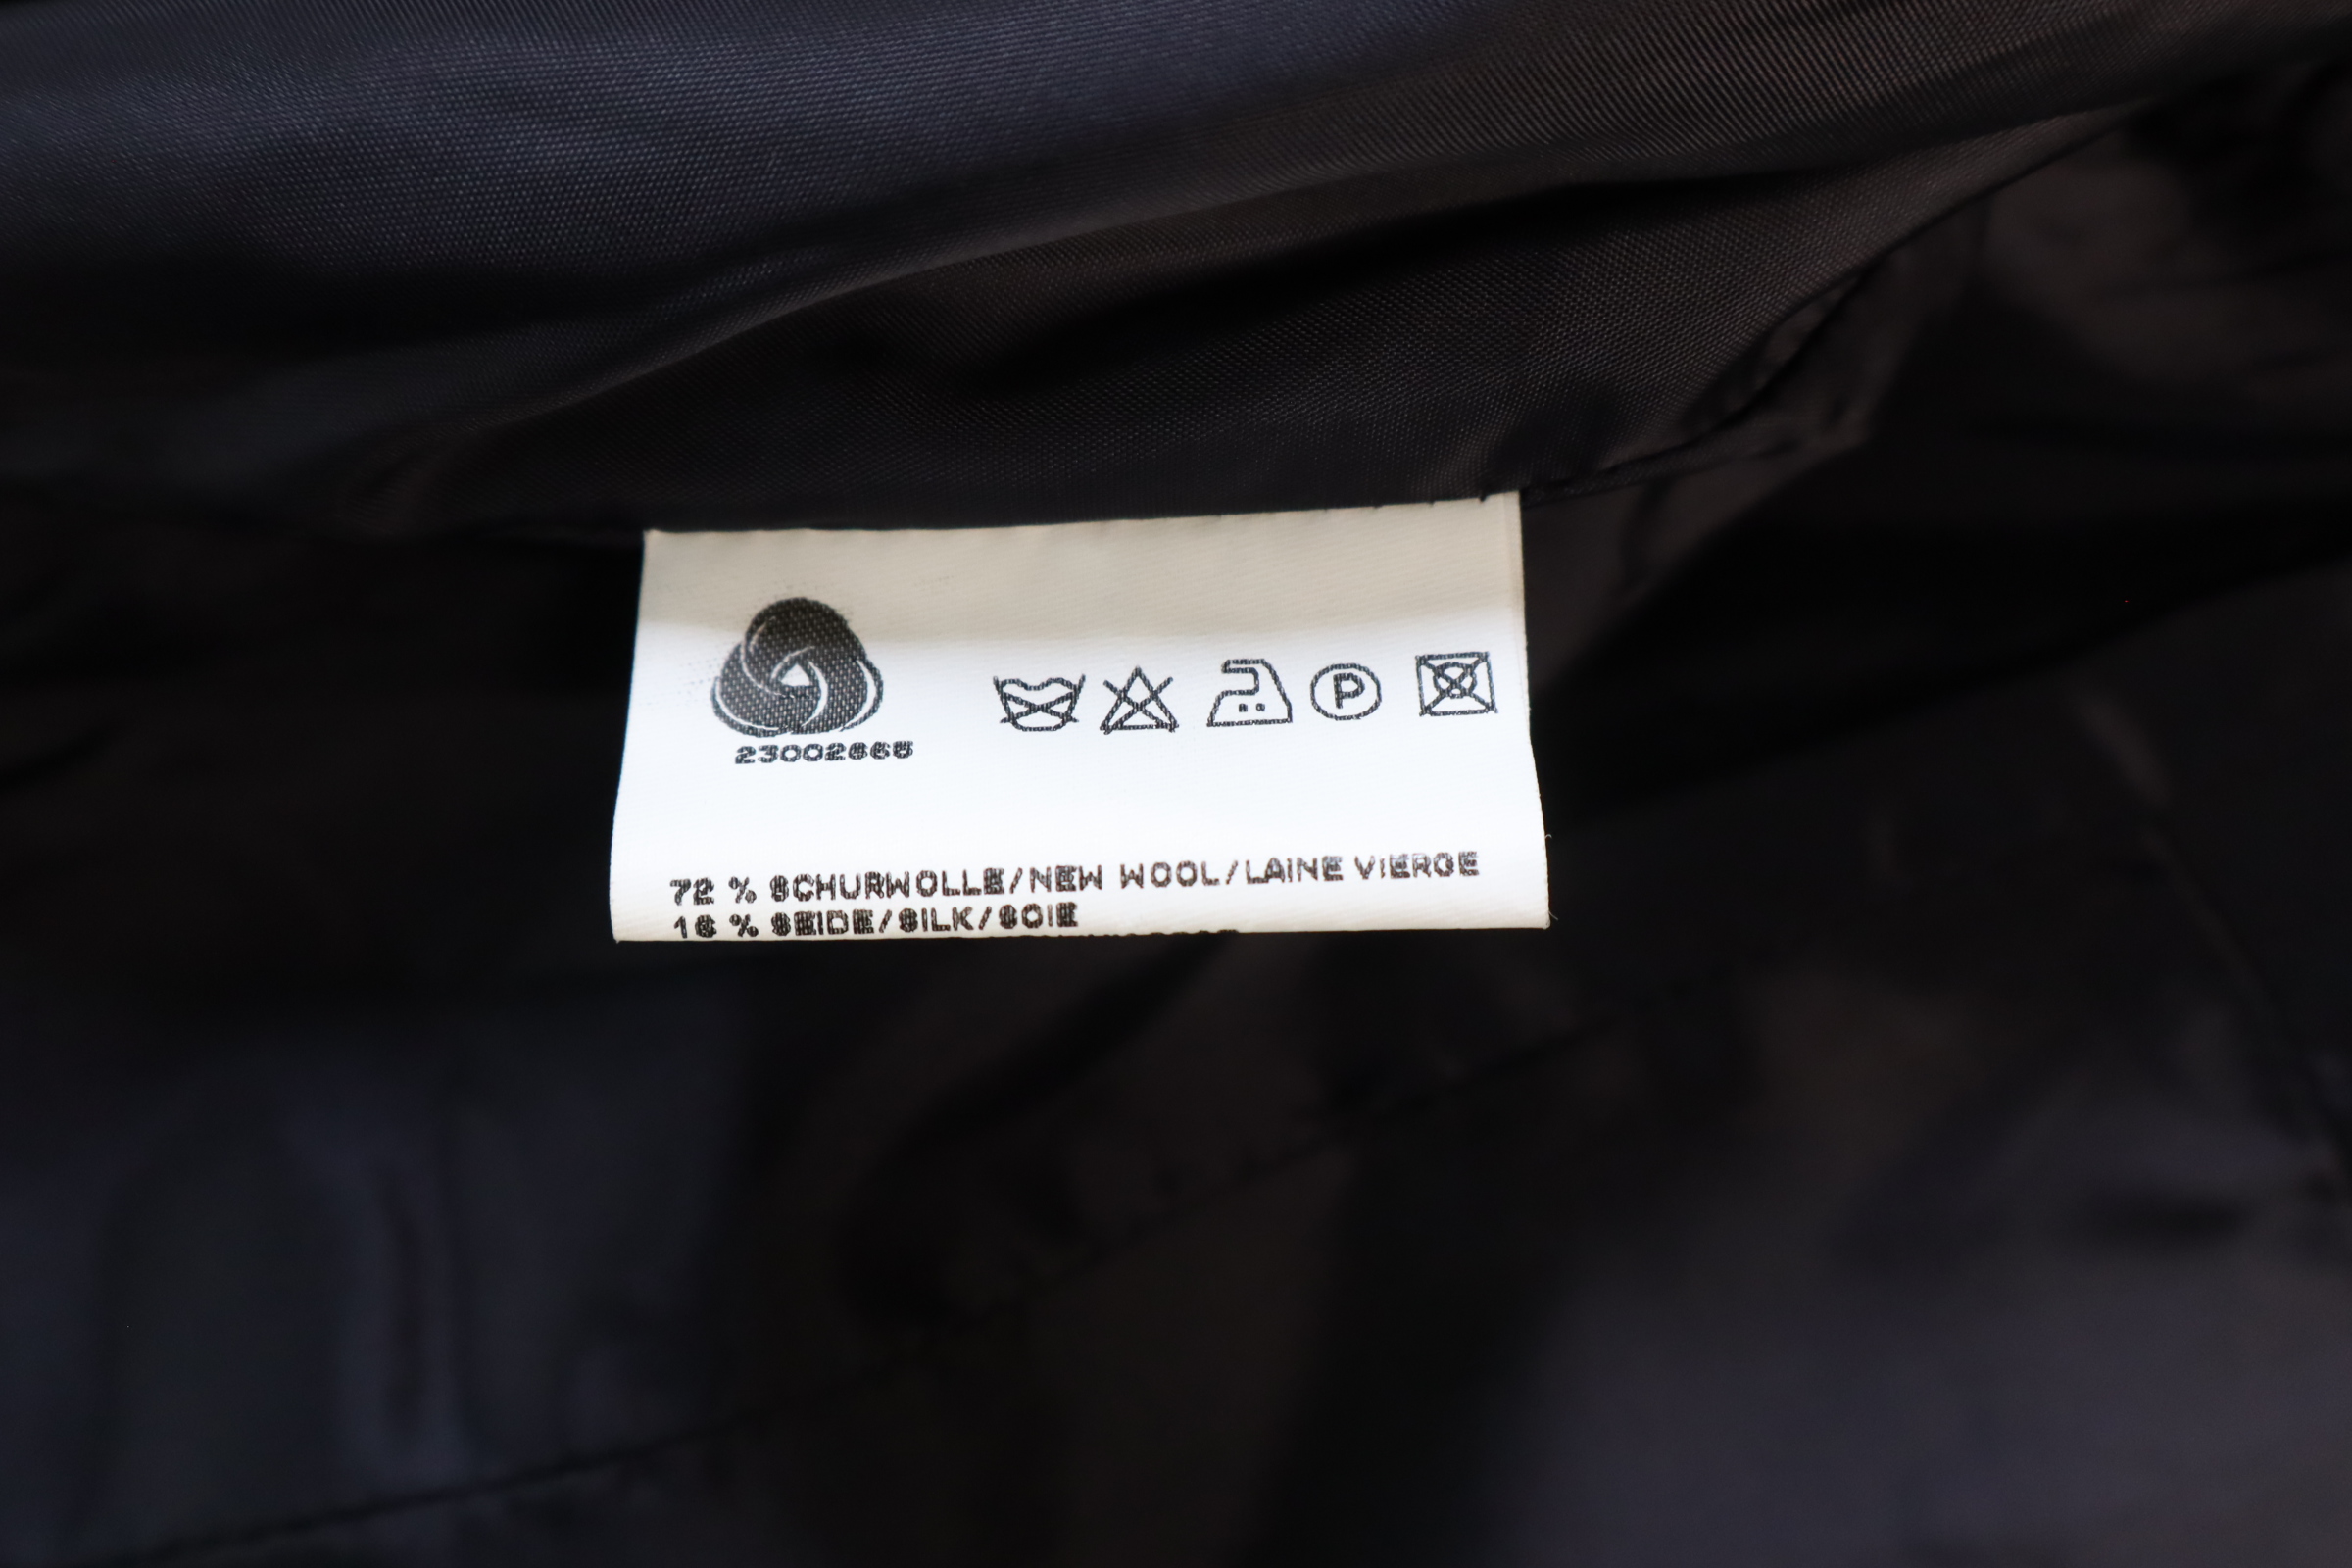 23002665
P
72 % SCHURWOLLE/NEW WOOL/LAINE VIERGE
16 % SEIDE/SILK/SOIE